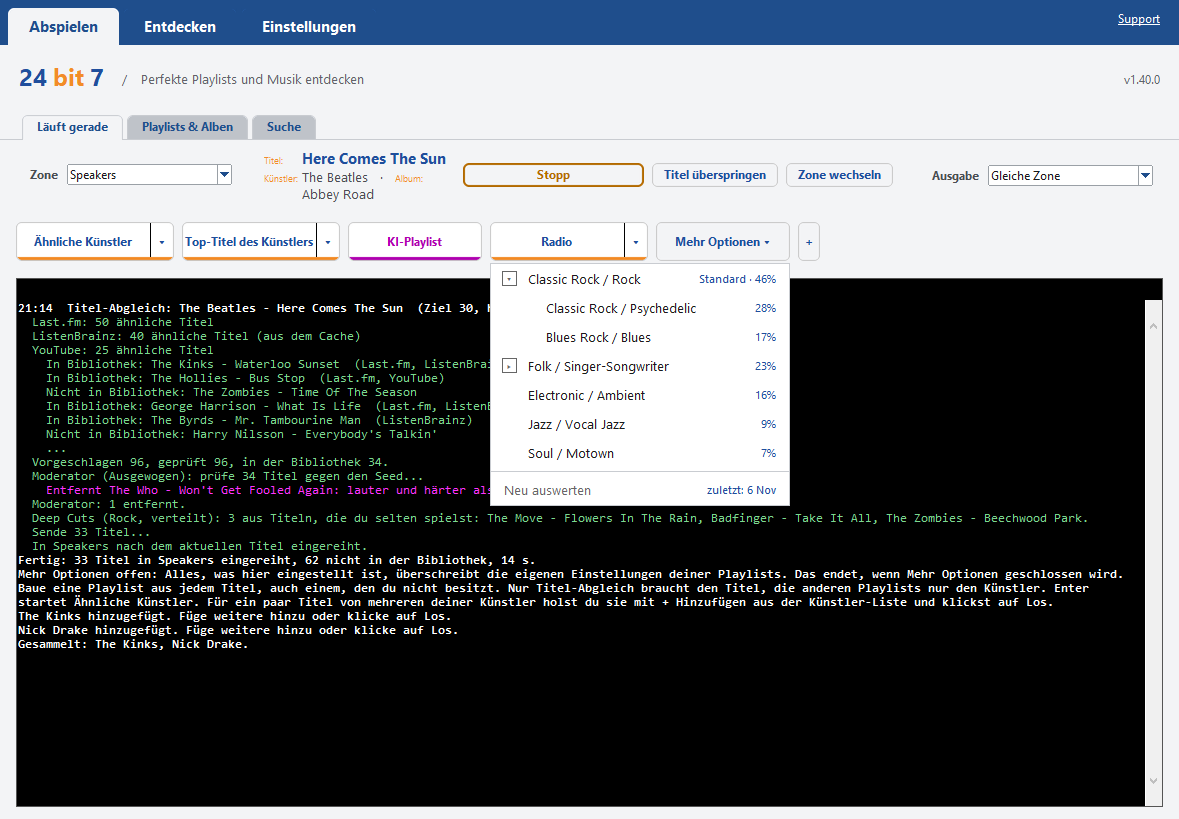 Abspielen Entdecken Einstellungen Support
24 bit 7 / Perfekte Playlists und Musik entdecken v1.40.0
Läuft gerade Playlists & Alben Suche
Zone Speakers
Titel: Here Comes The Sun
Künstler: The Beatles · Album:
Abbey Road
Stopp Titel überspringen Zone wechseln
Ausgabe Gleiche Zone
Ähnliche Künstler Top-Titel des Künstlers KI-Playlist Radio Mehr Optionen +
Classic Rock / Rock Standard · 46%
Classic Rock / Psychedelic 28%
Blues Rock / Blues 17%
Folk / Singer-Songwriter 23%
Electronic / Ambient 16%
Jazz / Vocal Jazz 9%
Soul / Motown 7%
Neu auswerten zuletzt: 6 Nov
21:14 Titel-Abgleich: The Beatles - Here Comes The Sun (Ziel 30,
Last.fm: 50 ähnliche Titel
ListenBrainz: 40 ähnliche Titel (aus dem Cache)
YouTube: 25 ähnliche Titel
In Bibliothek: The Kinks - Waterloo Sunset (Last.fm,
In Bibliothek: The Hollies - Bus Stop (Last.fm, YouTube)
Nicht in Bibliothek: The Zombies - Time Of The Season
In Bibliothek: George Harrison - What Is Life (Last.fm,
In Bibliothek: The Byrds - Mr. Tambourine Man (ListenBrainz)
Nicht in Bibliothek: Harry Nilsson - Everybody's Talkin'
...
Vorgeschlagen 96, geprüft 96, in der Bibliothek 34.
Moderator (Ausgewogen): prüfe 34 Titel gegen den Seed...
Entfernt The Who - Won't Get Fooled Again: lauter und härter als
Moderator: 1 entfernt.
Deep Cuts (Rock, verteilt): 3 aus Titeln, die du selten spielst: The Move - Flowers In The Rain, Badfinger - Take It All, The Zombies - Beechwood Park.
Sende 33 Titel...
In Speakers nach dem aktuellen Titel eingereiht.
Fertig: 33 Titel in Speakers eingereiht, 62 nicht in der Bibliothek, 14 s.
Mehr Optionen offen: Alles, was hier eingestellt ist, überschreibt die eigenen Einstellungen deiner Playlists. Das endet, wenn Mehr Optionen geschlossen wird.
Baue eine Playlist aus jedem Titel, auch einem, den du nicht besitzt. Nur Titel-Abgleich braucht den Titel, die anderen Playlists nur den Künstler. Enter
startet Ähnliche Künstler. Für ein paar Titel von mehreren deiner Künstler holst du sie mit + Hinzufügen aus der Künstler-Liste und klickst auf Los.
The Kinks hinzugefügt. Füge weitere hinzu oder klicke auf Los.
Nick Drake hinzugefügt. Füge weitere hinzu oder klicke auf Los.
Gesammelt: The Kinks, Nick Drake.